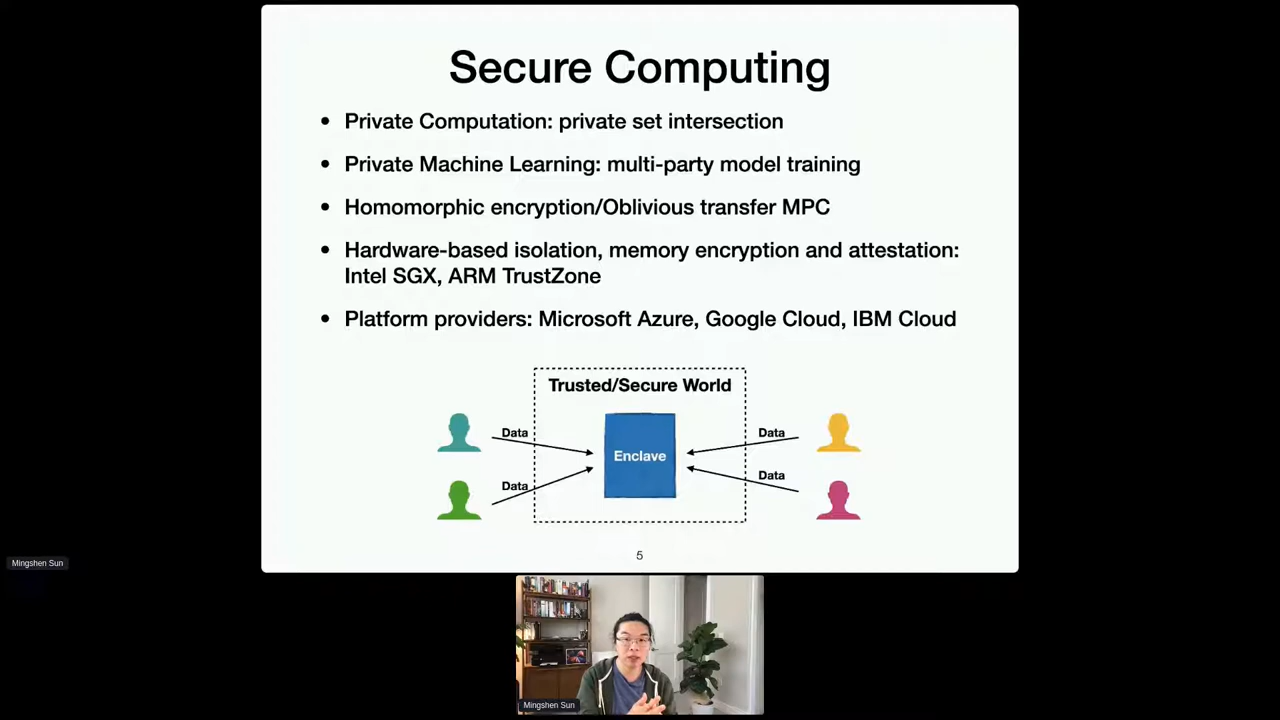 Secure Computing
• Private Computation: private set intersection
• Private Machine Learning: multi-party model training
• Homomorphic encryption/Oblivious transfer MPC
• Hardware-based isolation, memory encryption and attestation:
Intel SGX, ARM TrustZone
• Platform providers: Microsoft Azure, Google Cloud, IBM Cloud
Trusted/Secure World
Data
Data
Enclave
Data
Data
5
Mingshen Sun
Mingshen Sun